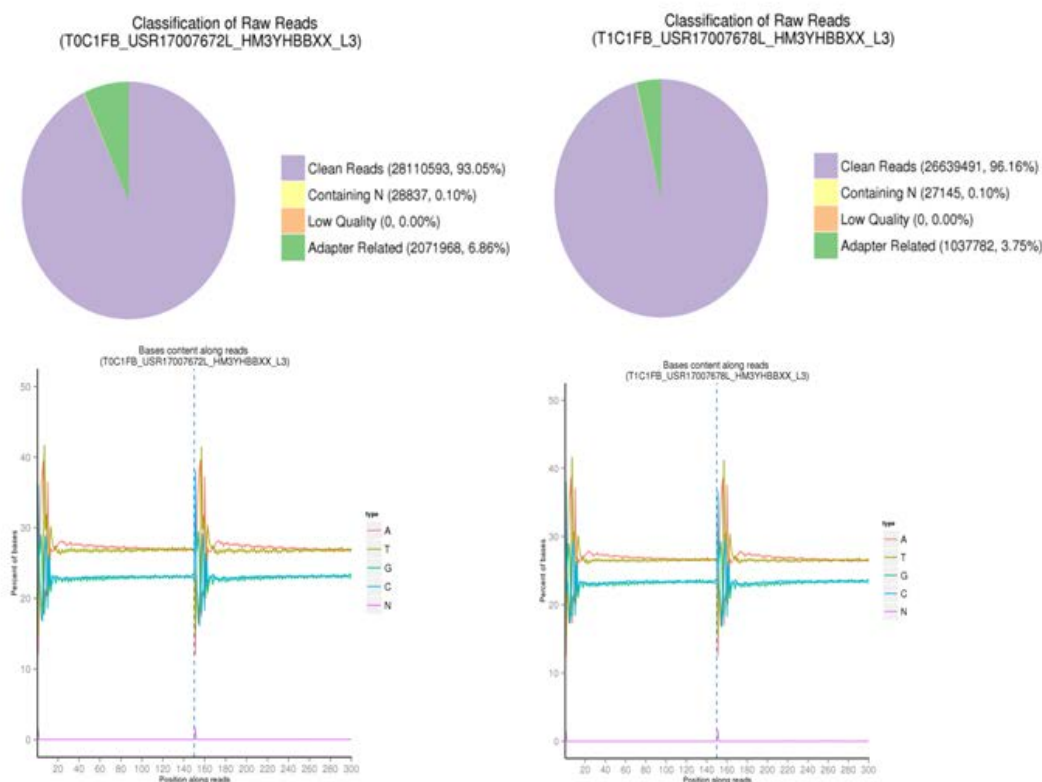 Classification of Raw Reads
(T0C1FB_USR17007672L_HM3YHBBXX_L3)
Clean Reads (28110593, 93.05%)
Containing N (28837, 0.10%)
Low Quality (0, 0.00%)
Adapter Related (2071968, 6.86%)
Classification of Raw Reads
(T1C1FB_USR17007678L_HM3YHBBXX_L3)
Clean Reads (26639491, 96.16%)
Containing N (27145, 0.10%)
Low Quality (0, 0.00%)
Adapter Related (1037782, 3.75%)
Bases content along reads
(T0C1FB_USR17007672L_HM3YHBBXX_L3)
Percent of bases
50
40
30
20
10
0
20 40 60 80 100 120 140 160 180 200 220 240 260 280 300
Position along reads
type
A
T
G
C
N
Bases content along reads
(T1C1FB_USR17007678L_HM3YHBBXX_L3)
Percent of bases
50
40
30
20
10
0
20 40 60 80 100 120 140 160 180 200 220 240 260 280 300
Position along reads
type
A
T
G
C
N